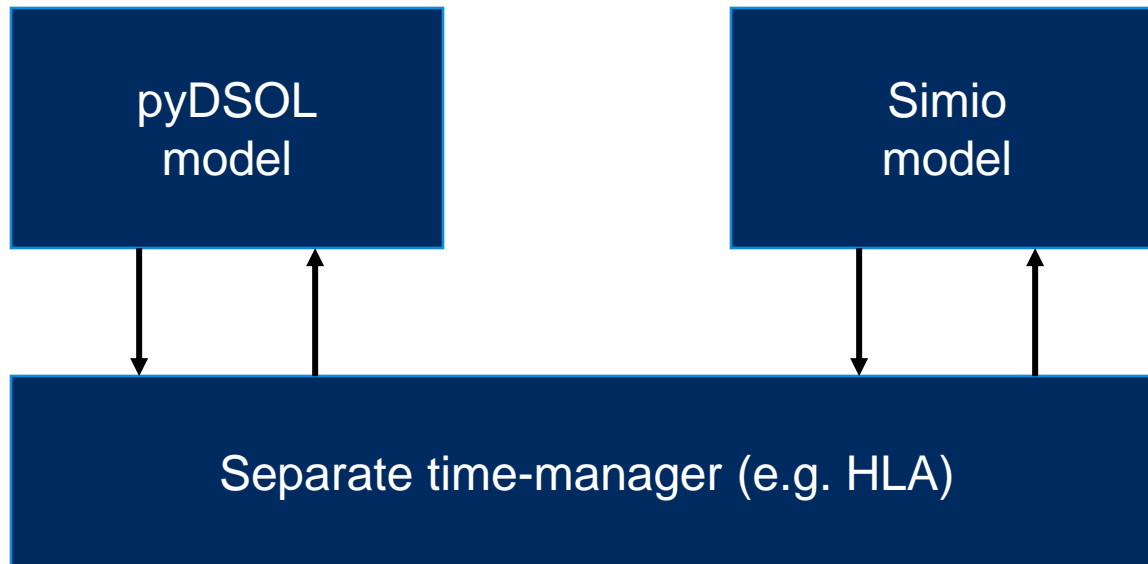 pyDSOL
model
Simio
model
Separate time-manager (e.g. HLA)